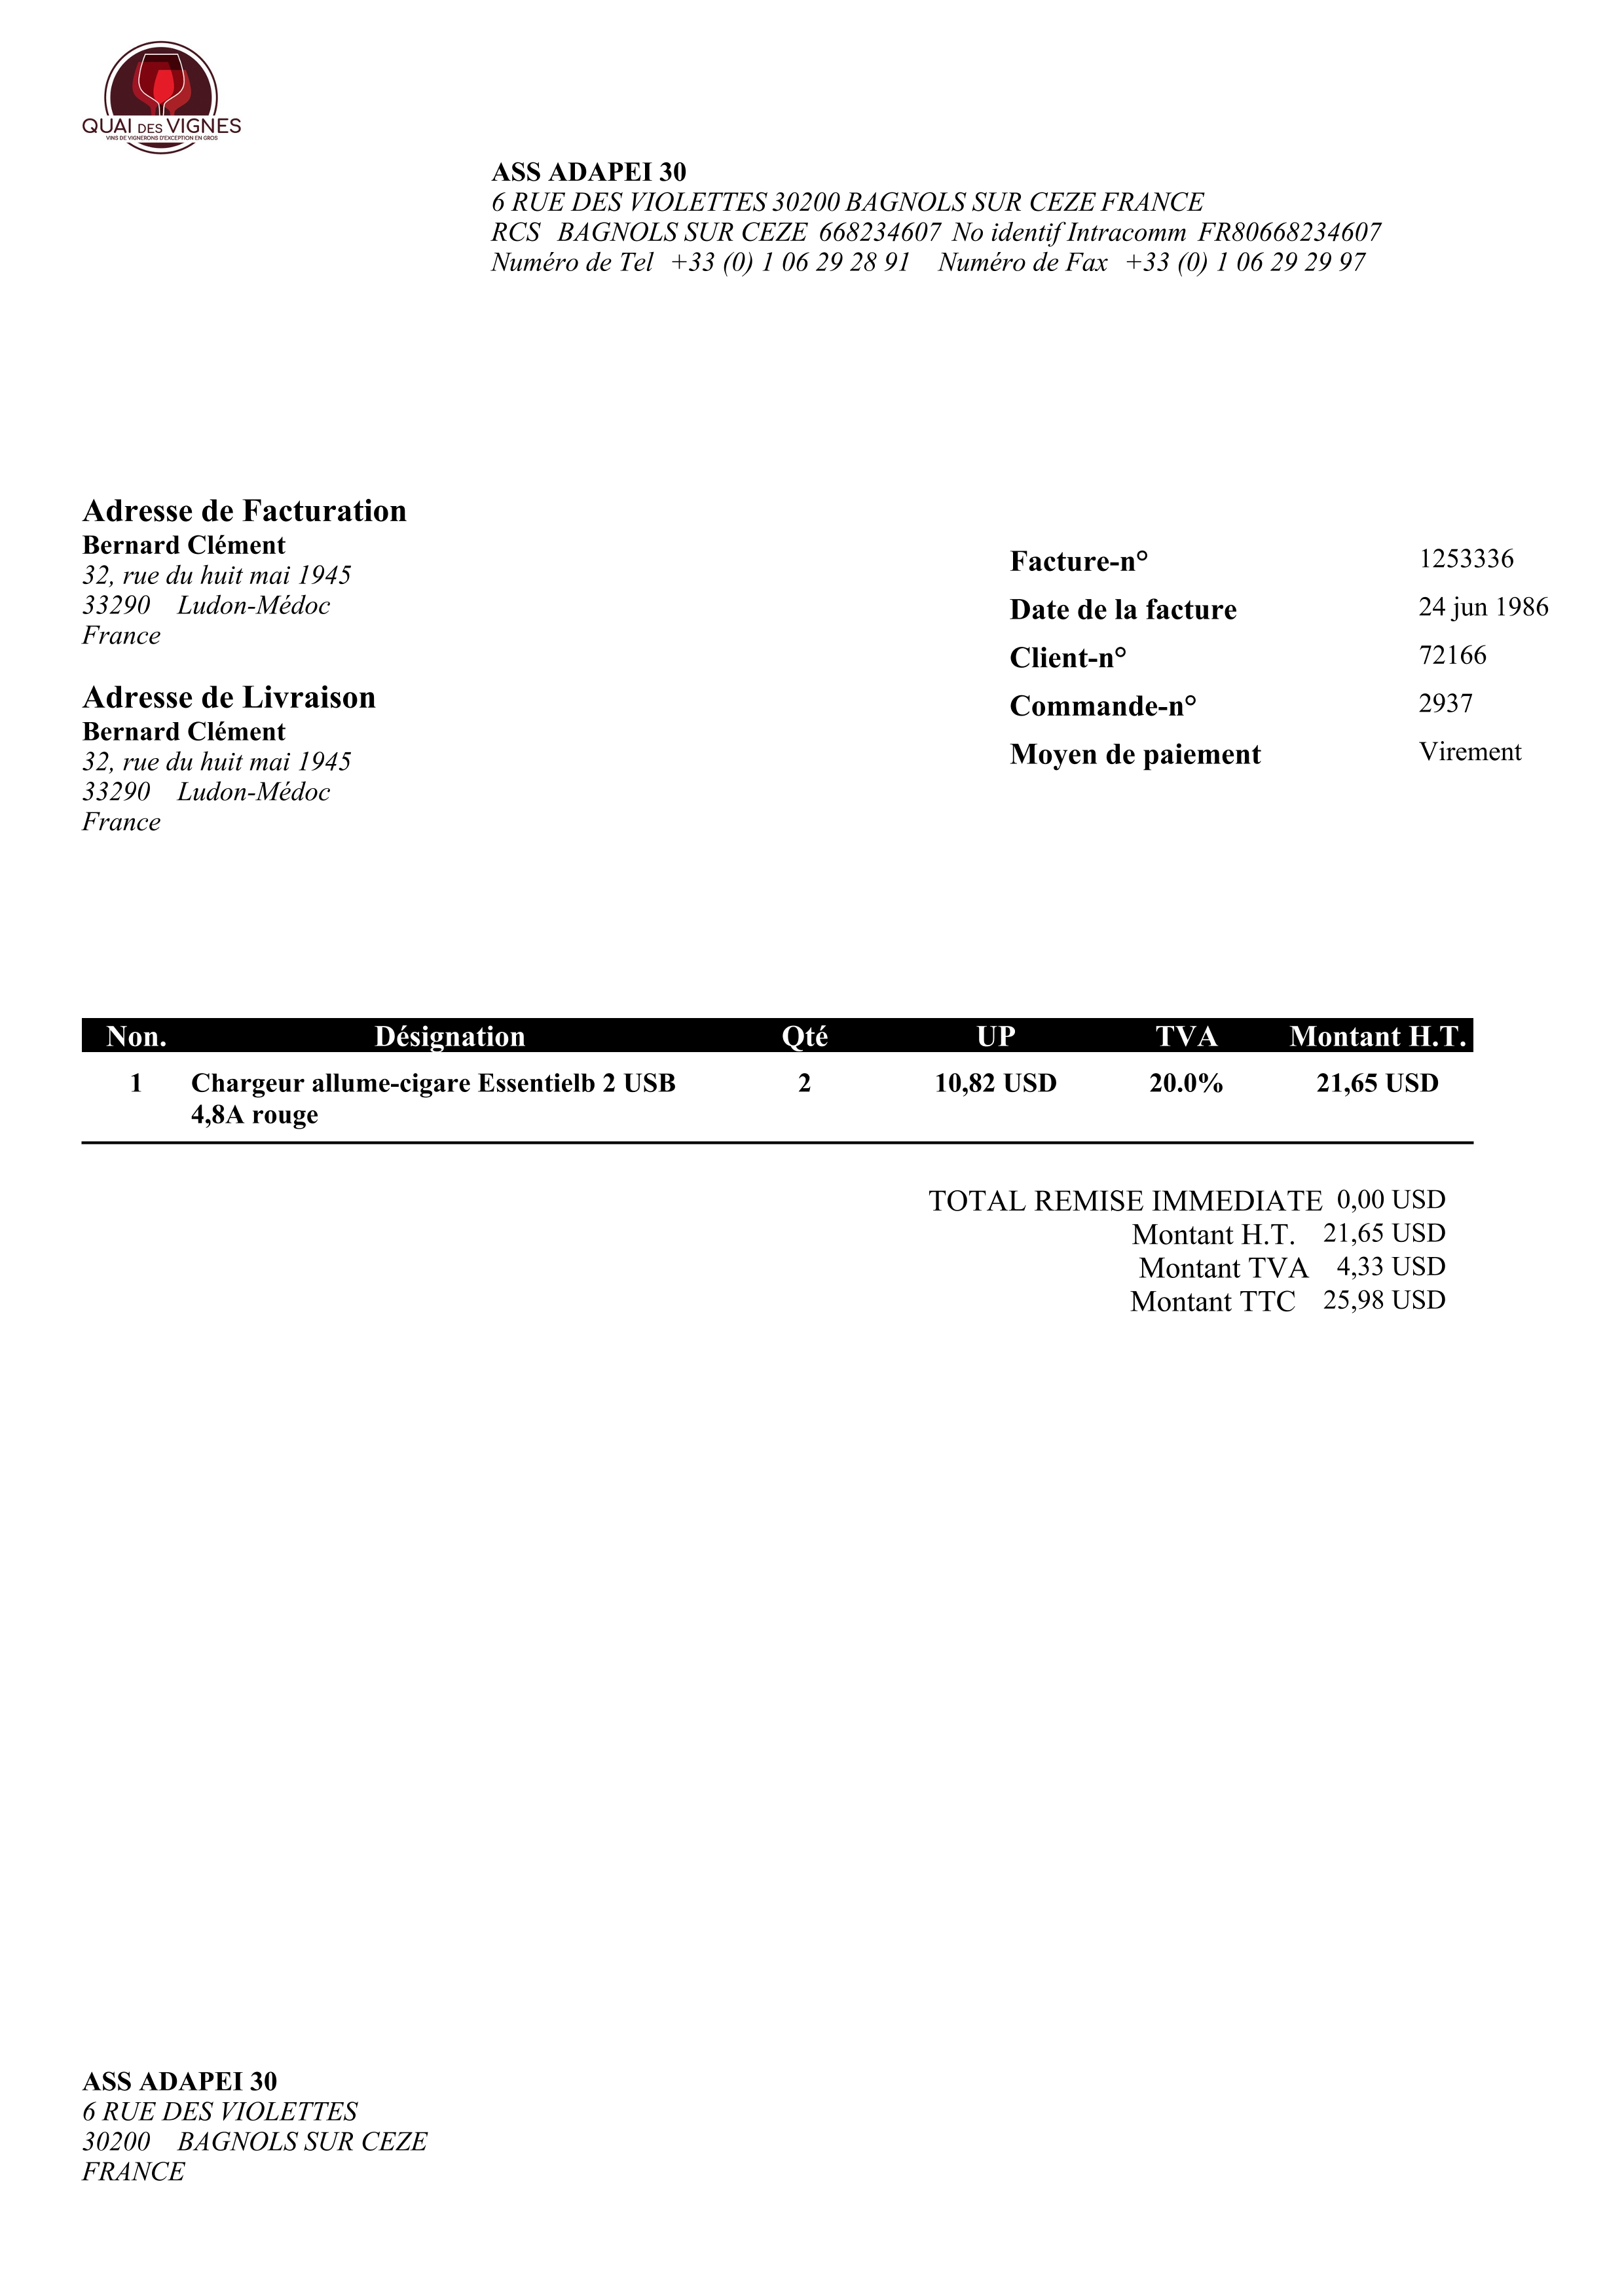 QUAI DES VIGNES
VINS DE VIGNERONS D'EXCEPTION EN GROS
ASS ADAPEI 30
6 RUE DES VIOLETTES 30200 BAGNOLS SUR CEZE FRANCE
RCS BAGNOLS SUR CEZE 668234607 No identif Intracomm FR80668234607
Numéro de Tel +33 (0) 1 06 29 28 91 Numéro de Fax +33 (0) 1 06 29 29 97
Adresse de Facturation
Bernard Clément
32, rue du huit mai 1945
33290 Ludon-Médoc
France
Adresse de Livraison
Bernard Clément
32, rue du huit mai 1945
33290 Ludon-Médoc
France
Facture-n° 1253336
Date de la facture 24 jun 1986
Client-n° 72166
Commande-n° 2937
Moyen de paiement Virement
Non. Désignation Qté UP TVA Montant H.T.
1 Chargeur allume-cigare Essentielb 2 USB 2 10,82 USD 20.0% 21,65 USD
4,8A rouge
TOTAL REMISE IMMEDIATE 0,00 USD
Montant H.T. 21,65 USD
Montant TVA 4,33 USD
Montant TTC 25,98 USD
ASS ADAPEI 30
6 RUE DES VIOLETTES
30200 BAGNOLS SUR CEZE
FRANCE